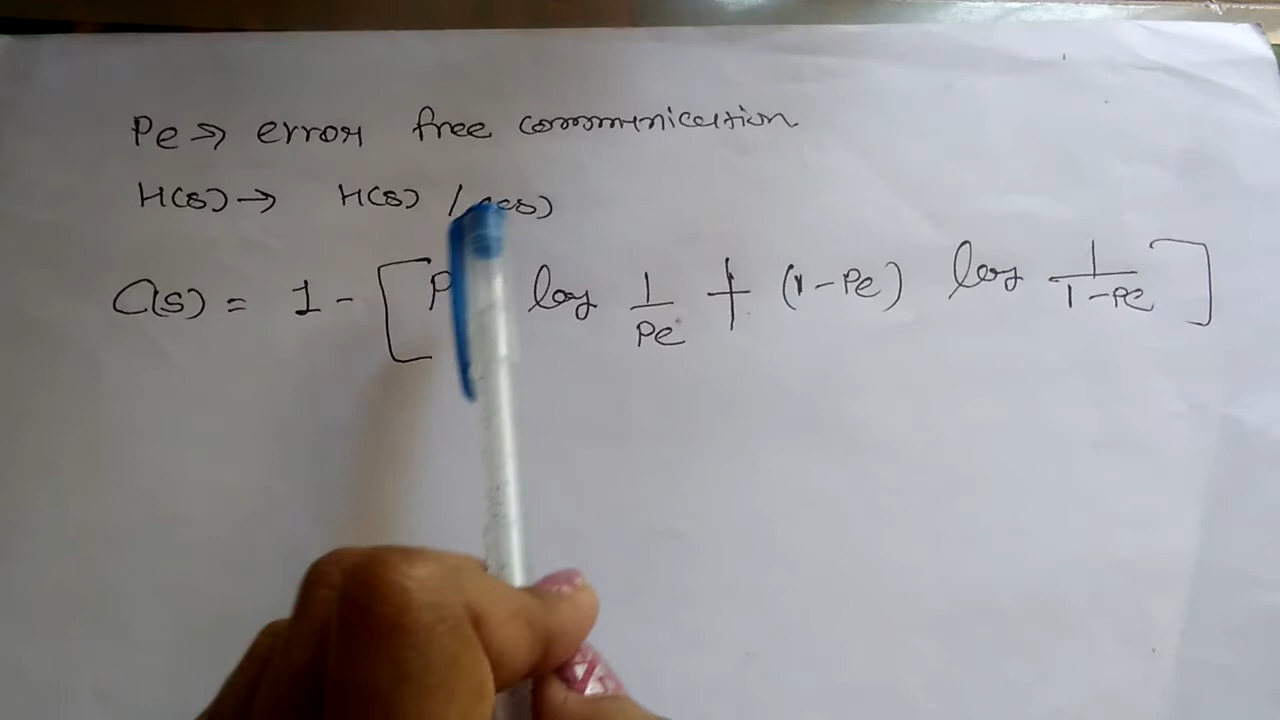 Pe → error free communication
H(s) → H(s) / (s)
C(s) = 1 - [ P log 1/Pe + (1-Pe) log 1/1-Pe ]